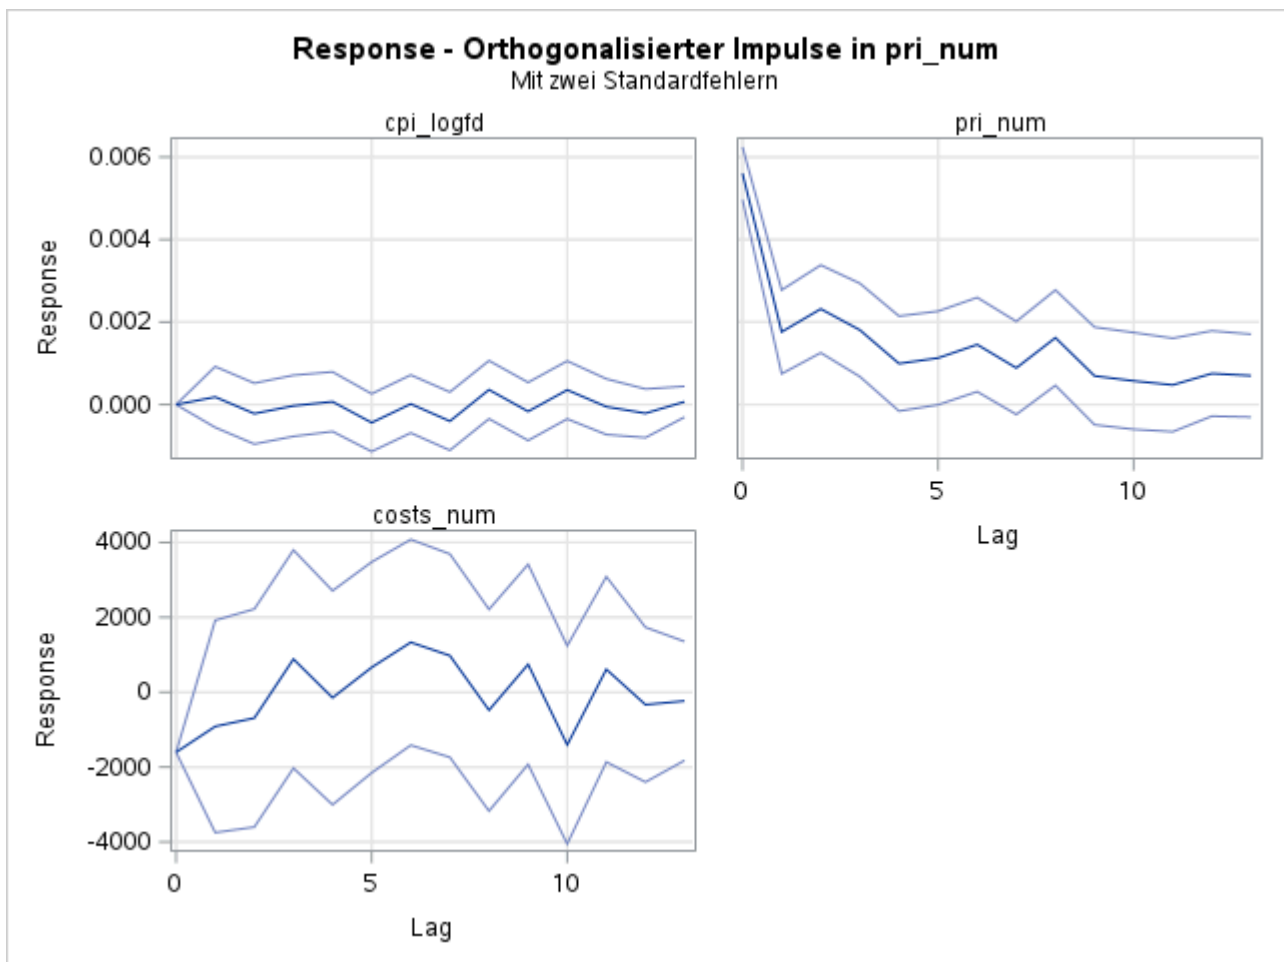 Response - Orthogonalisierter Impulse in pri_num
Mit zwei Standardfehlern
cpi_logfd
pri_num
0.006
0.004
0.002
0.000
Response
0
5
10
Lag
costs_num
4000
2000
0
-2000
-4000
Response
0
5
10
Lag